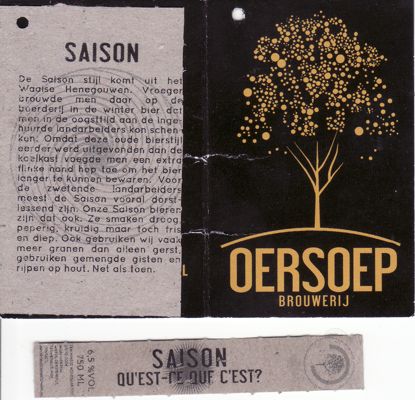 SAISON
De Saison stijl komt uit het
Waalse Henegouwen. Vroeger
brouwde men daar op de
boerderij in de winter bier dat
men in de oogsttijd aan de inge-
huurde landarbeiders kon schen-
kun. Omdat deze oude bierstijl
eerder werd uitgevonden dan de
koelkast voegde men een extra
flinke hand hop toe om het bier
langer te kunnen bewaren. Voor
de zwetende landarbeiders
meest de Saison vooral dorst-
lessend zijn. Onze Saison bieren
zijn dat ook. Ze smaken droog,
peperig, kruidig maar toch fris
en diep. Ook gebruiken wij vaak
meer granen dan alleen gerst,
gebruiken gemengde gisten en
rijpen op hout. Net als toen.
OERSOEP
BROUWERIJ
6,5 %VOL
750 ML
SAISON
QU'EST-CE QUE C'EST?